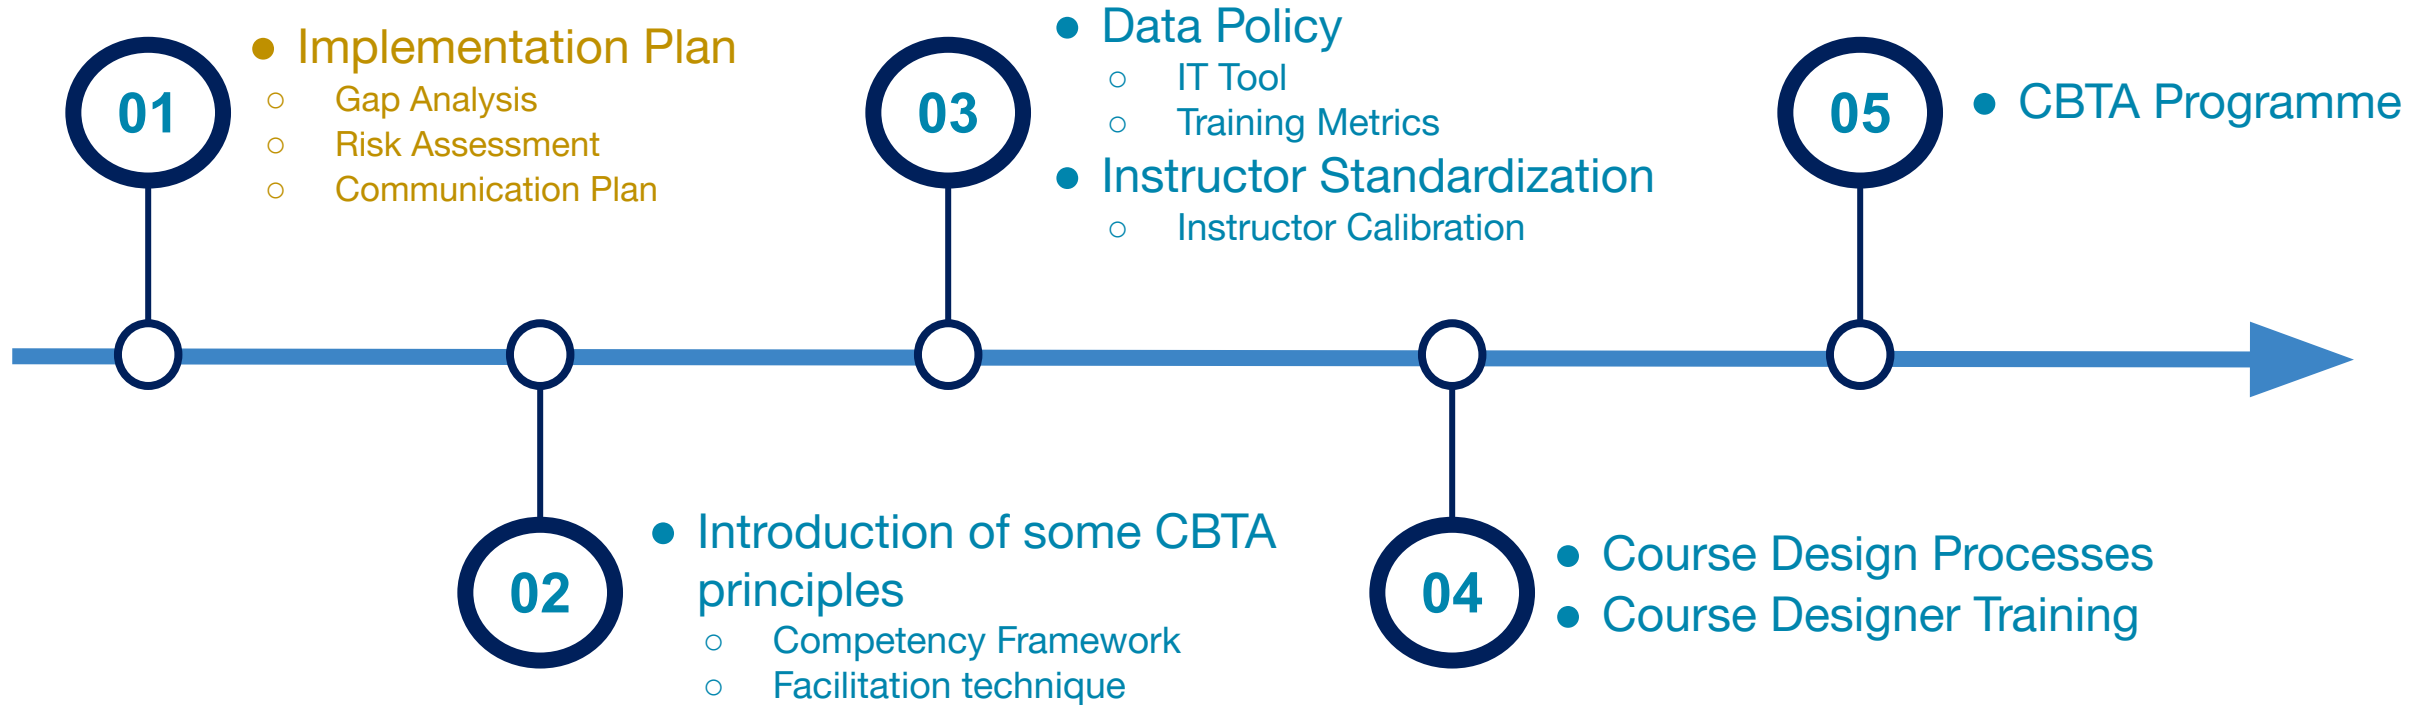 01
● Implementation Plan
○ Gap Analysis
○ Risk Assessment
○ Communication Plan
02
● Introduction of some CBTA
principles
○ Competency Framework
○ Facilitation technique
03
● Data Policy
○ IT Tool
○ Training Metrics
● Instructor Standardization
○ Instructor Calibration
04
● Course Design Processes
● Course Designer Training
05
● CBTA Programme